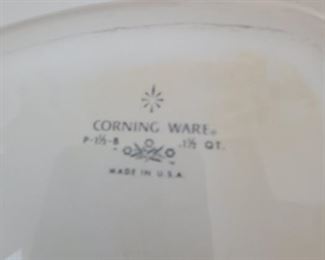 CORNING WARE®
P-1½-B 1½ QT.
MADE IN U.S.A.